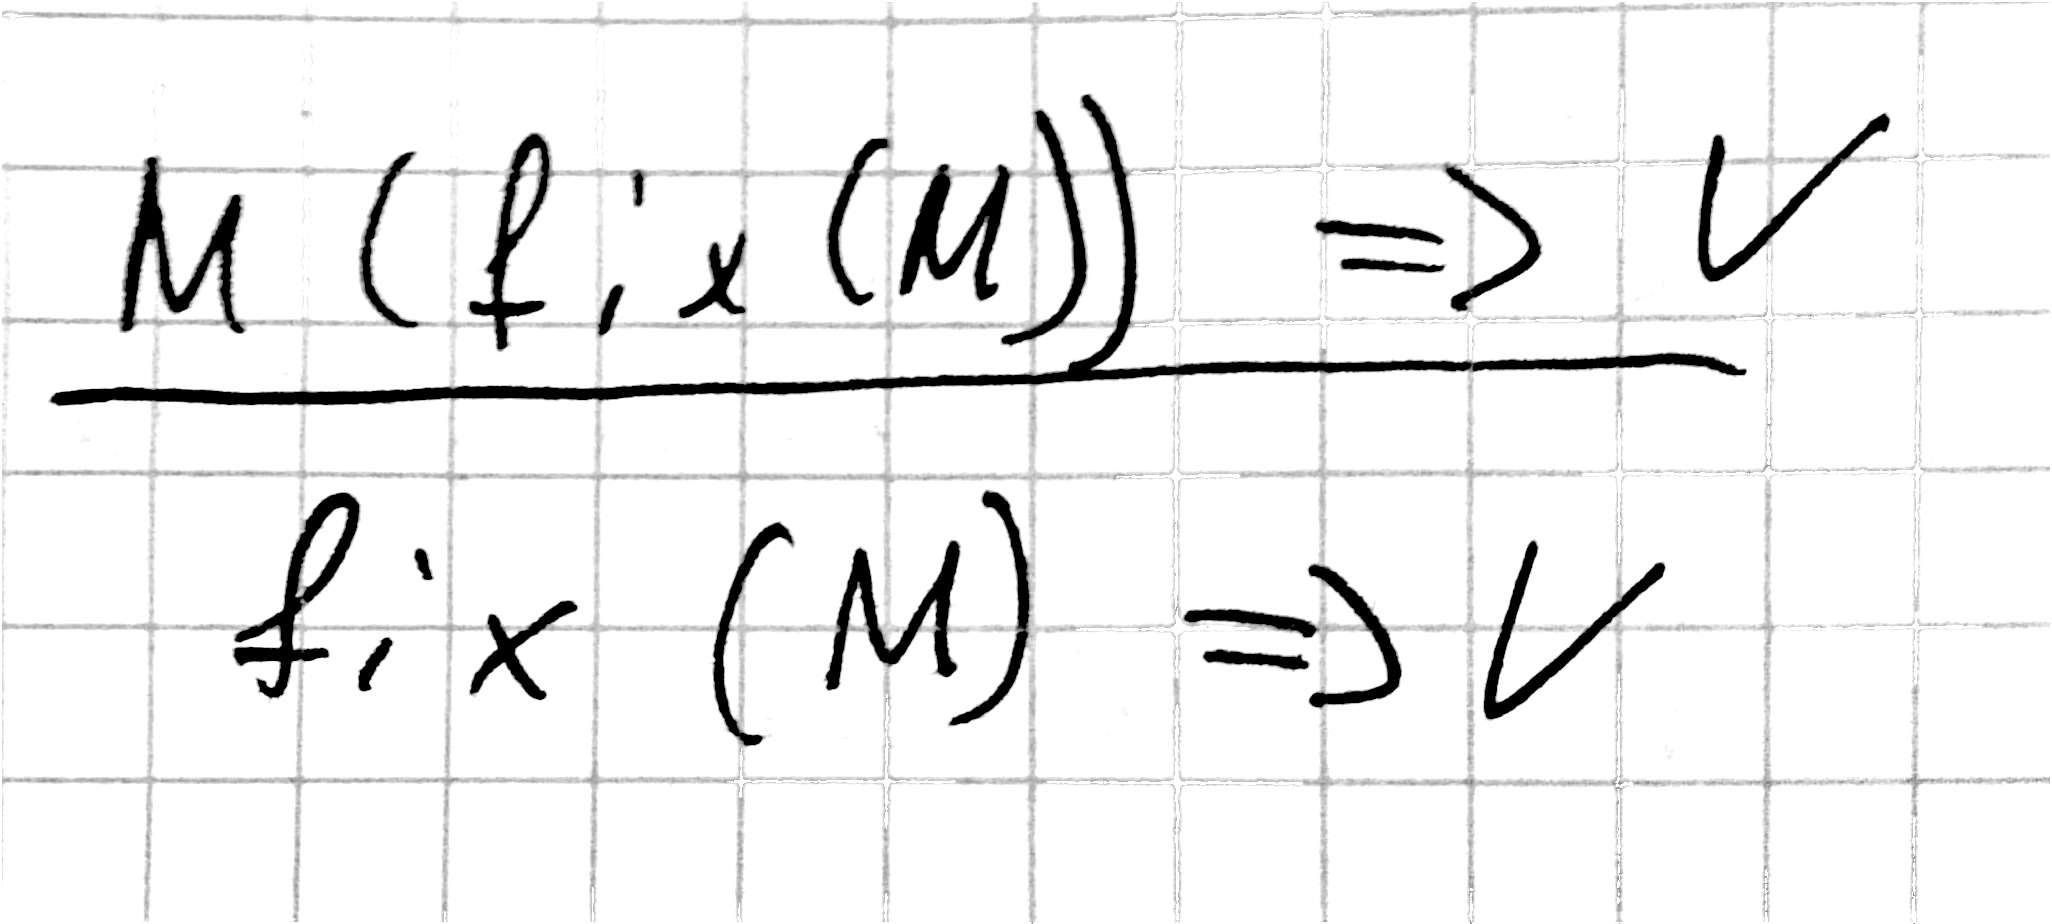 M (fix (M)) => V
fix (M) => V